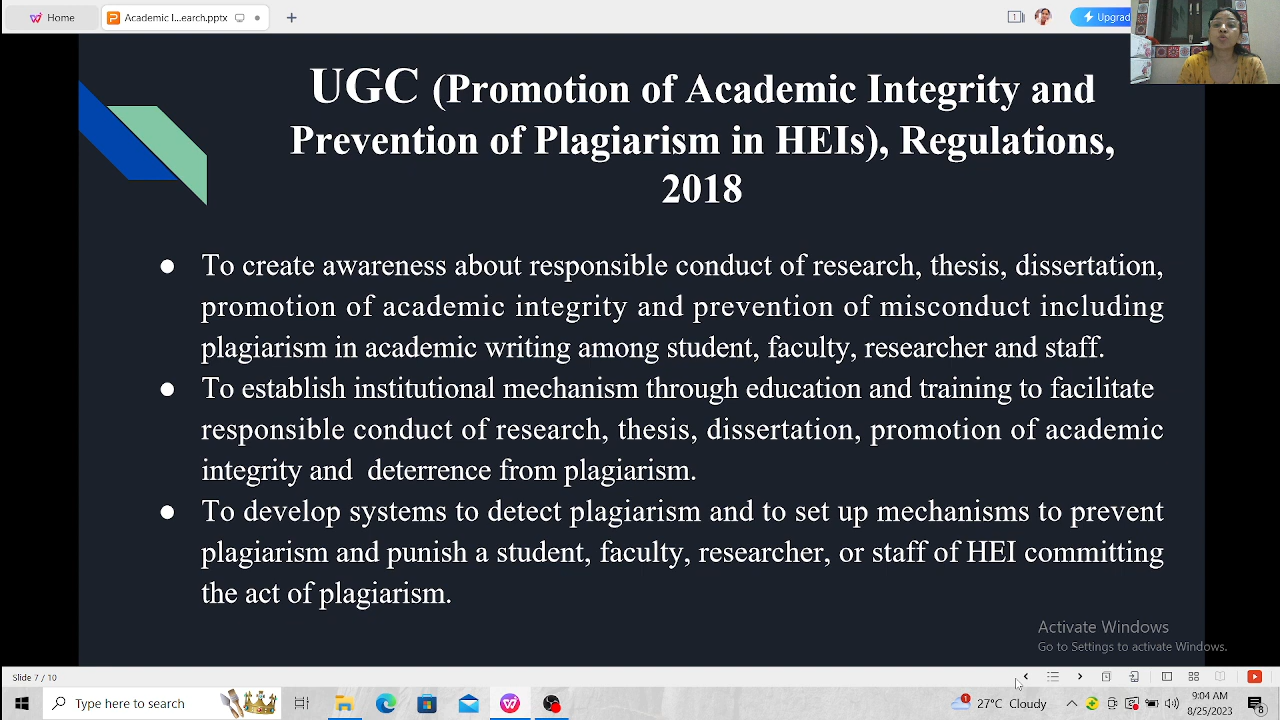 Home
Academic I...earch.pptx
1
Upgrad
UGC (Promotion of Academic Integrity and
Prevention of Plagiarism in HEIs), Regulations,
2018
To create awareness about responsible conduct of research, thesis, dissertation,
promotion of academic integrity and prevention of misconduct including
plagiarism in academic writing among student, faculty, researcher and staff.
To establish institutional mechanism through education and training to facilitate
responsible conduct of research, thesis, dissertation, promotion of academic
integrity and deterrence from plagiarism.
To develop systems to detect plagiarism and to set up mechanisms to prevent
plagiarism and punish a student, faculty, researcher, or staff of HEI committing
the act of plagiarism.
Activate Windows
Go to Settings to activate Windows.
Slide 7 / 10
Type here to search
1
27°C Cloudy
9:04 AM
8/25/2023
8